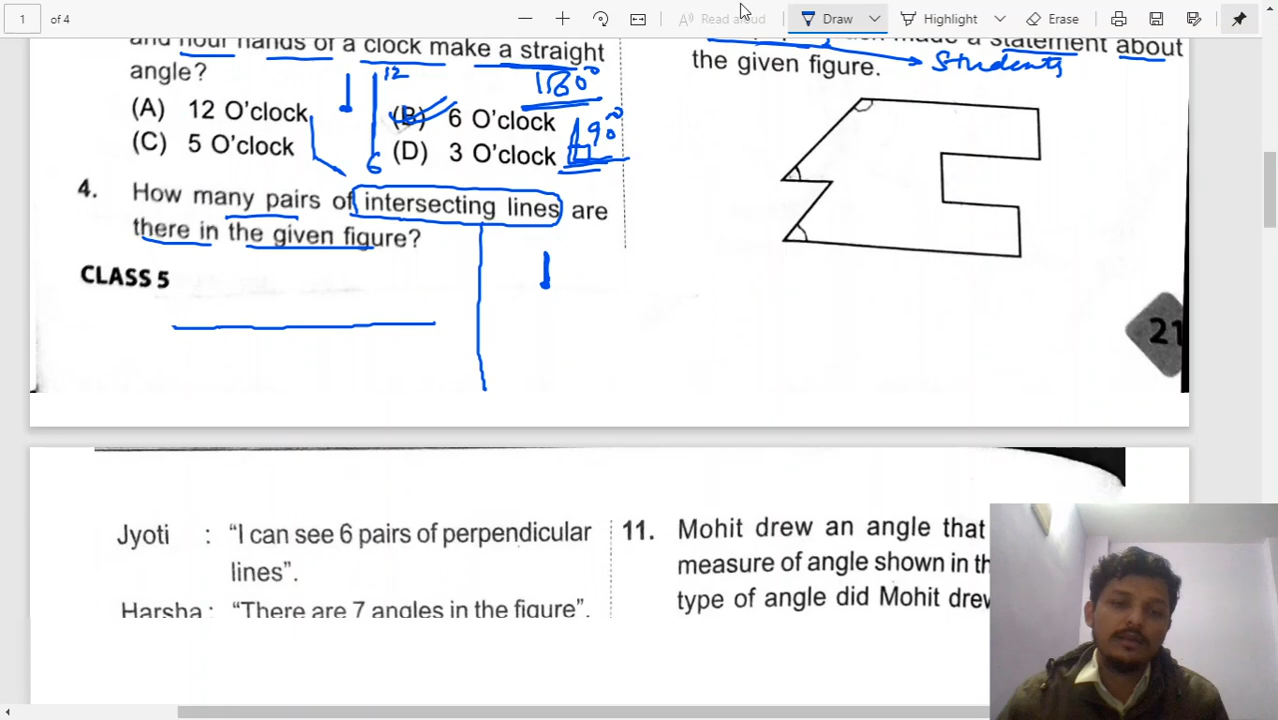 1 of 4
Read aloud
Draw
Highlight
Erase
and hour hands of a clock make a straight
angle?
12
180°
(A) 12 O'clock
(B) 6 O'clock
90°
(C) 5 O'clock
6
(D) 3 O'clock
4. How many pairs of intersecting lines are
there in the given figure?
CLASS 5
made a statement about
the given figure.
Students
21
Jyoti : "I can see 6 pairs of perpendicular
lines".
Harsha : "There are 7 angles in the figure".
11. Mohit drew an angle that
measure of angle shown in th
type of angle did Mohit drew